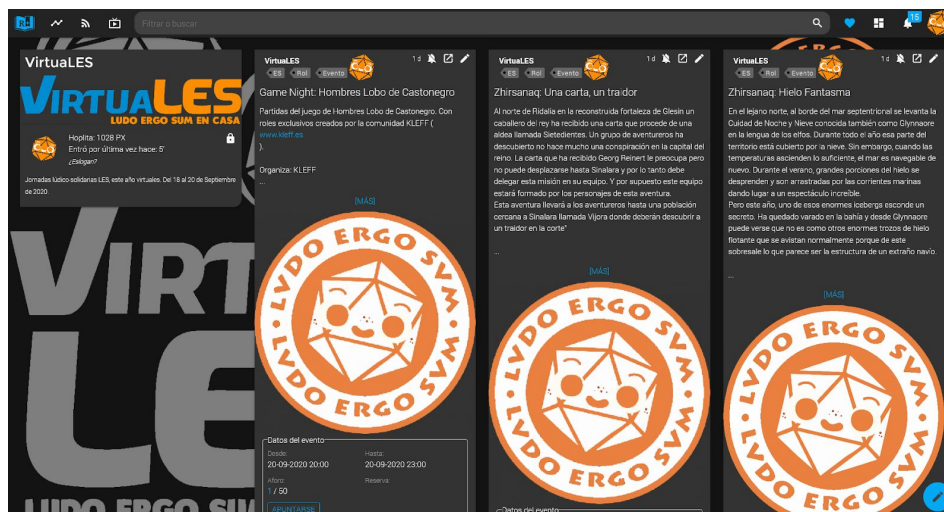 Filtrar o buscar
15
VirtuaLES
VIRTUALES
LUDO ERGO SUM EN CASA
Hoplita: 1028 PX
Entró por última vez hace: 5'
¿Eslogan?
Jornadas lúdico-solidarias LES, este año virtuales. Del 18 al 20 de Septiembre
de 2020.
VIRT
LE
LUDO ERGO SUM
VirtuaLES
1 d
ES Rol Evento
Game Night: Hombres Lobo de Castonegro
Partidas del juego de Hombres Lobo de Castonegro. Con
roles exclusivos creados por la comunidad KLEFF (
www.kleff.es
).
Organiza: KLEFF
...
[MÁS]
LVDO ERGO SVM • LVDO ERGO SVM •
Datos del evento
Desde: Hasta:
20-09-2020 20:00 20-09-2020 23:00
Aforo: Reserva:
1 / 50
APUNTARSE
VirtuaLES
1 d
ES Rol Evento
Zhirsanaq: Una carta, un traidor
Al norte de Ridalia en la reconstruida fortaleza de Glesin un
caballero del rey ha recibido una carta que procede de una
aldea llamada Sietedientes. Un grupo de aventureros ha
descubierto no hace mucho una conspiración en la capital del
reino. La carta que ha recibido Georg Reinert le preocupa pero
no puede desplazarse hasta Sinalara y por lo tanto debe
delegar esta misión en su equipo. Y por supuesto este equipo
estará formado por los personajes de esta aventura.
Esta aventura llevará a los aventureros hasta una población
cercana a Sinalara llamada Vijora donde deberán descubrir a
un traidor en la corte"
...
[MÁS]
LVDO ERGO SVM • LVDO ERGO SVM •
Datos del evento
VirtuaLES
1 d
ES Rol Evento
Zhirsanaq: Hielo Fantasma
En el lejano norte, al borde del mar septentrional se levanta la
Cuidad de Noche y Nieve conocida también como Glynnaore
en la lengua de los elfos. Durante todo el año esa parte del
territorio está cubierto por la nieve. Sin embargo, cuando las
temperaturas ascienden lo suficiente, el mar es navegable de
nuevo. Durante el verano, grandes porciones del hielo se
desprenden y son arrastradas por las corrientes marinas
dando lugar a un espectáculo increíble.
Pero este año, uno de esos enormes icebergs esconde un
secreto. Ha quedado varado en la bahía y desde Glynnaore
puede verse que no es como otros enormes trozos de hielo
flotante que se avistan normalmente porque de este
sobresale lo que parece ser la estructura de un extraño navío.
...
[MÁS]
LVDO ERGO SVM • LVDO